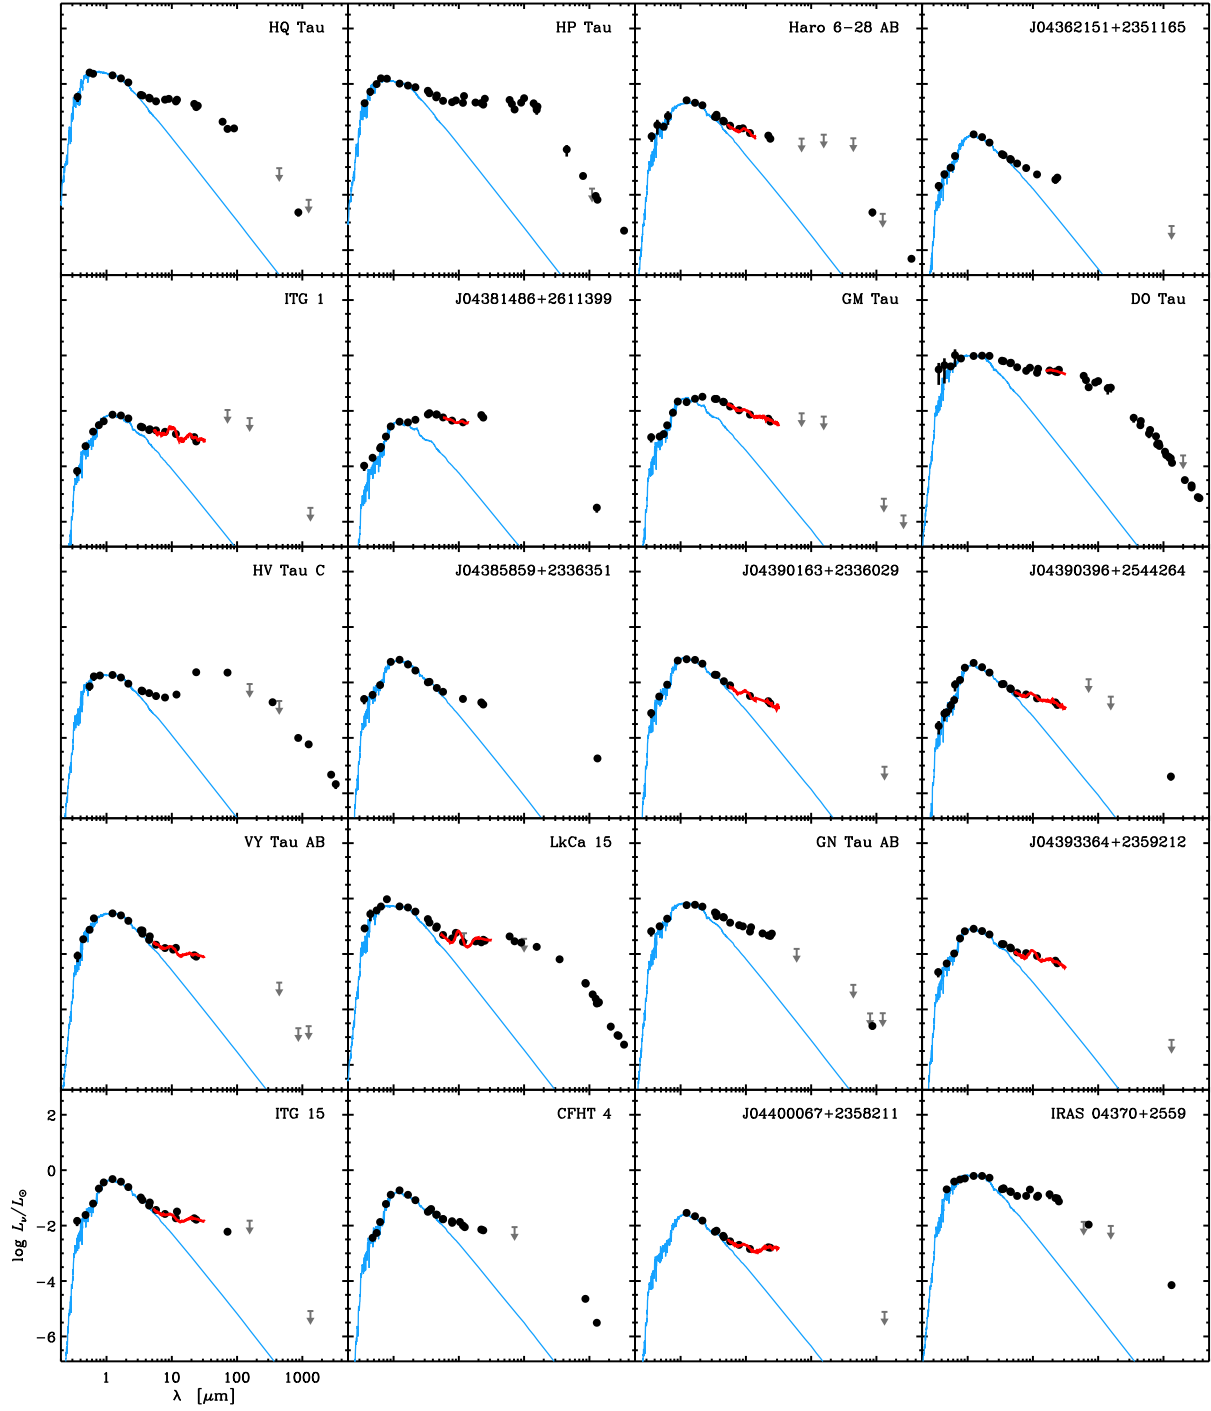 HQ Tau
HP Tau
Haro 6−28 AB
J04362151+2351165
ITG 1
J04381486+2611399
GM Tau
DO Tau
HV Tau C
J04385859+2336351
J04390163+2336029
J04390396+2544264
VY Tau AB
LkCa 15
GN Tau AB
J04393364+2359212
ITG 15
CFHT 4
J04400067+2358211
IRAS 04370+2559
2
0
−2
−4
−6
log Lν/L⊙
1 10 100 1000
λ [μm]